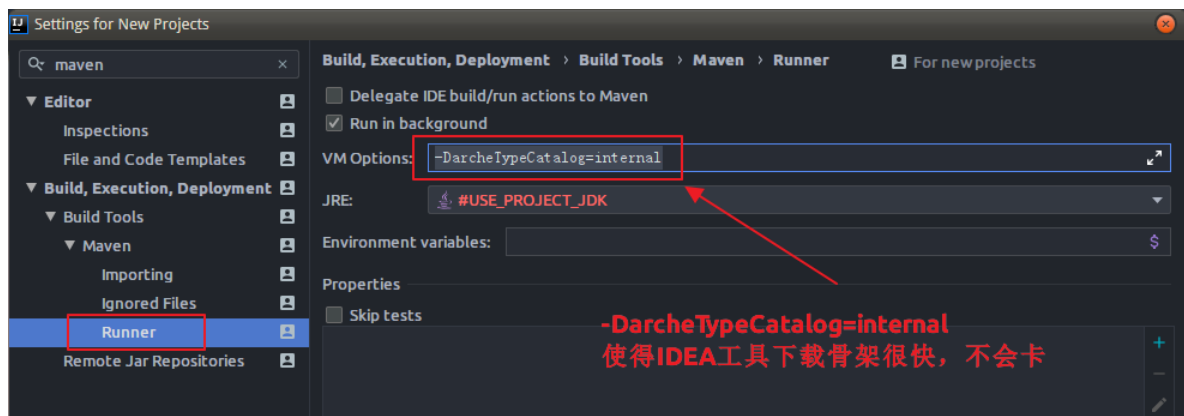 Settings for New Projects
maven
Build, Execution, Deployment › Build Tools › Maven › Runner
For new projects
Editor
Inspections
File and Code Templates
Build, Execution, Deployment
Build Tools
Maven
Importing
Ignored Files
Runner
Remote Jar Repositories
Delegate IDE build/run actions to Maven
Run in background
VM Options: -DarcheTypeCatalog=internal
JRE: #USE_PROJECT_JDK
Environment variables:
Properties
Skip tests
-DarcheTypeCatalog=internal
使得IDEA工具下载骨架很快，不会卡